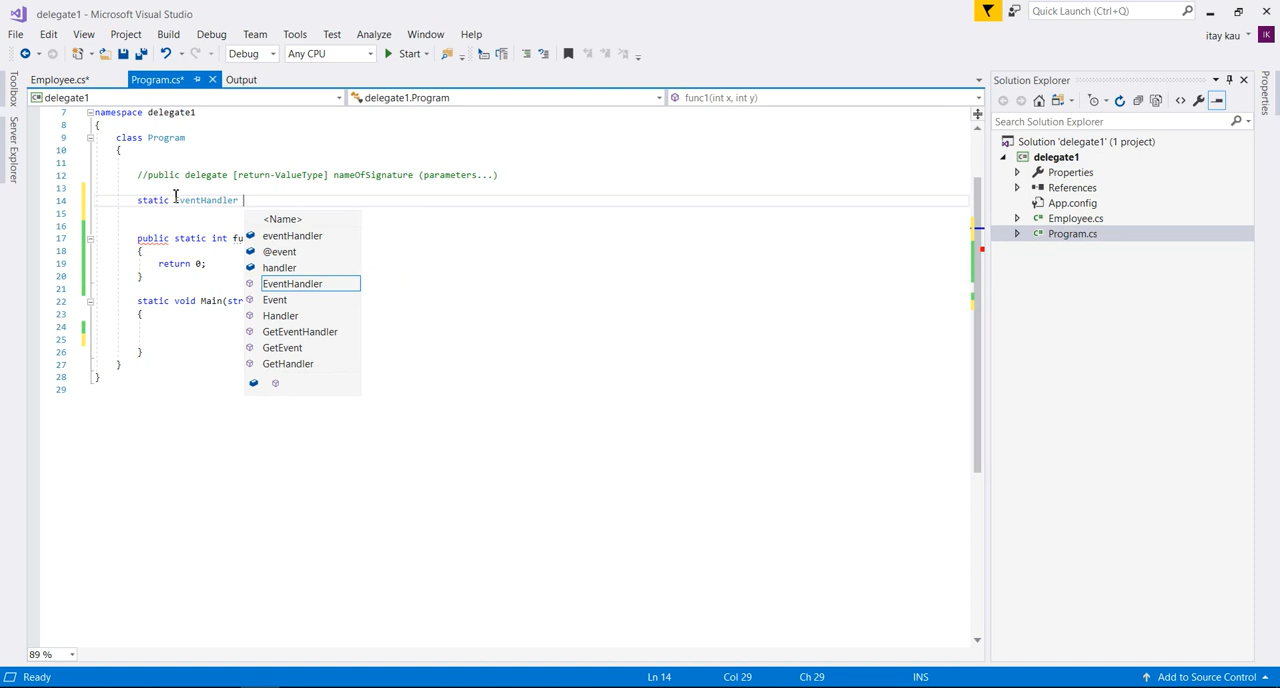 delegate1 - Microsoft Visual Studio
Quick Launch (Ctrl+Q)
File Edit View Project Build Debug Team Tools Test Analyze Window Help
itay kau IK
Debug Any CPU Start
Toolbox
Server Explorer
Employee.cs* Program.cs* Output
delegate1 delegate1.Program func1(int x, int y)
7 namespace delegate1
8 {
9 class Program
10 {
11
12 //public delegate [return-ValueType] nameOfSignature (parameters...)
13
14 static EventHandler
15
16
17 public static int fu
18 {
19 return 0;
20 }
21
22 static void Main(str
23 {
24
25
26 }
27 }
28 }
29
<Name>
eventHandler
@event
handler
EventHandler
Event
Handler
GetEventHandler
GetEvent
GetHandler
89 %
Solution Explorer
Search Solution Explorer
Solution 'delegate1' (1 project)
C# delegate1
Properties
References
App.config
C# Employee.cs
C# Program.cs
Properties
Ready Ln 14 Col 29 Ch 29 INS Add to Source Control